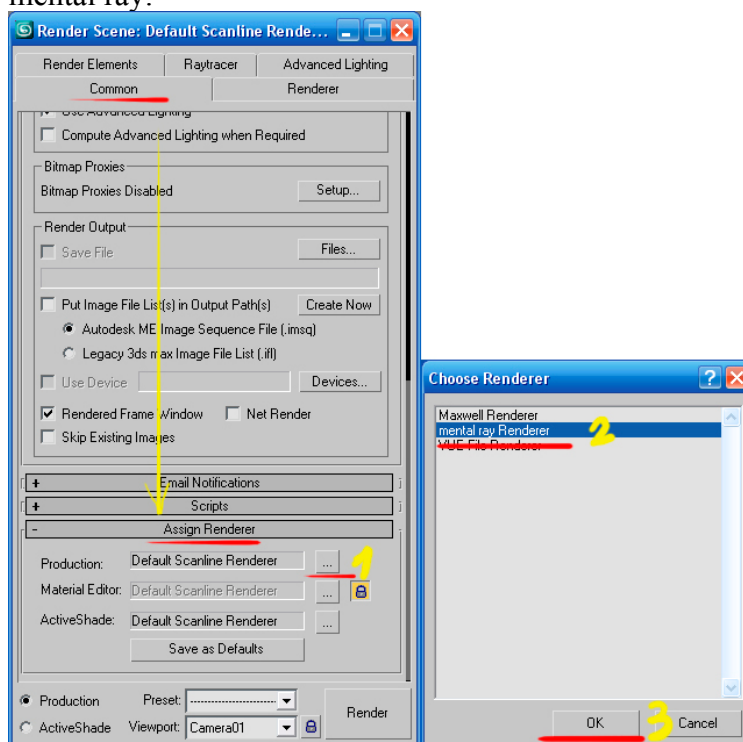 mental ray.
Render Scene: Default Scanline Rende...
Render Elements Raytracer Advanced Lighting
Common Renderer
Use Advanced Lighting
Compute Advanced Lighting when Required
Bitmap Proxies
Bitmap Proxies Disabled Setup...
Render Output
Save File Files...
Put Image File List(s) in Output Path(s) Create Now
Autodesk ME Image Sequence File (.imsq)
Legacy 3ds max Image File List (.ifl)
Use Device Devices...
Rendered Frame Window Net Render
Skip Existing Images
+ Email Notifications
+ Scripts
- Assign Renderer
Production: Default Scanline Renderer ... 1
Material Editor: Default Scanline Renderer ...
ActiveShade: Default Scanline Renderer ...
Save as Defaults
Production Preset: -----------------------
ActiveShade Viewport: Camera01
Render
Choose Renderer
Maxwell Renderer
mental ray Renderer 2
VUE File Renderer
OK 3 Cancel